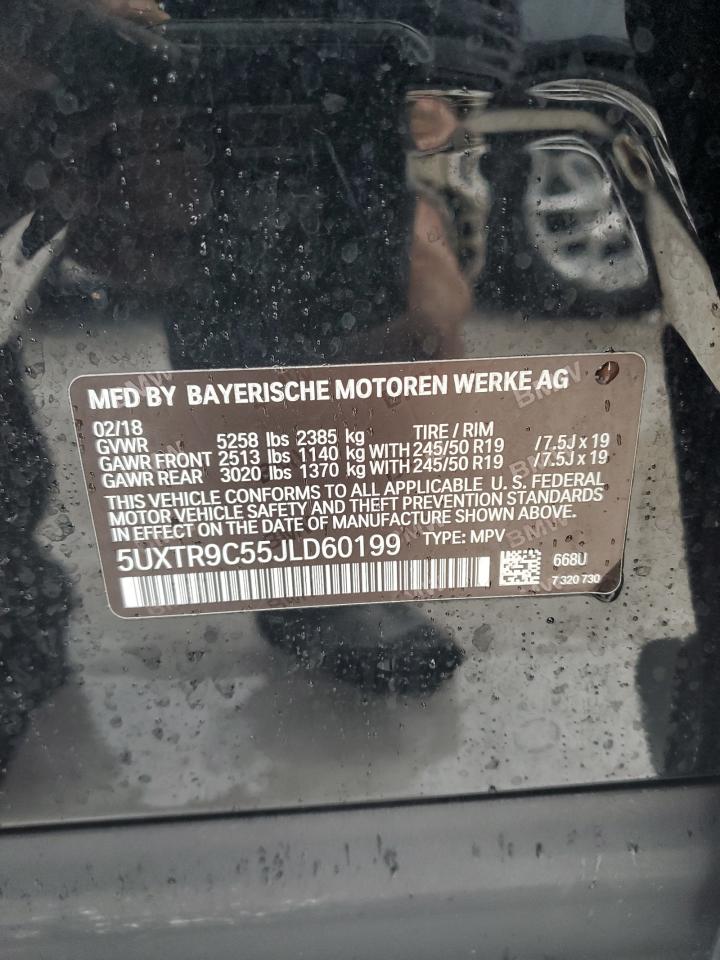 MFD BY BAYERISCHE MOTOREN WERKE AG
02/18 TIRE / RIM
GVWR 5258 lbs 2385 kg
GAWR FRONT 2513 lbs 1140 kg WITH 245/50 R19 /7.5J x 19
GAWR REAR 3020 lbs 1370 kg WITH 245/50 R19 /7.5J x 19
THIS VEHICLE CONFORMS TO ALL APPLICABLE U. S. FEDERAL
MOTOR VEHICLE SAFETY AND THEFT PREVENTION STANDARDS
IN EFFECT ON THE DATE OF MANUFACTURE SHOWN ABOVE.
5UXTR9C55JLD60199 TYPE: MPV
668U
7 320 730